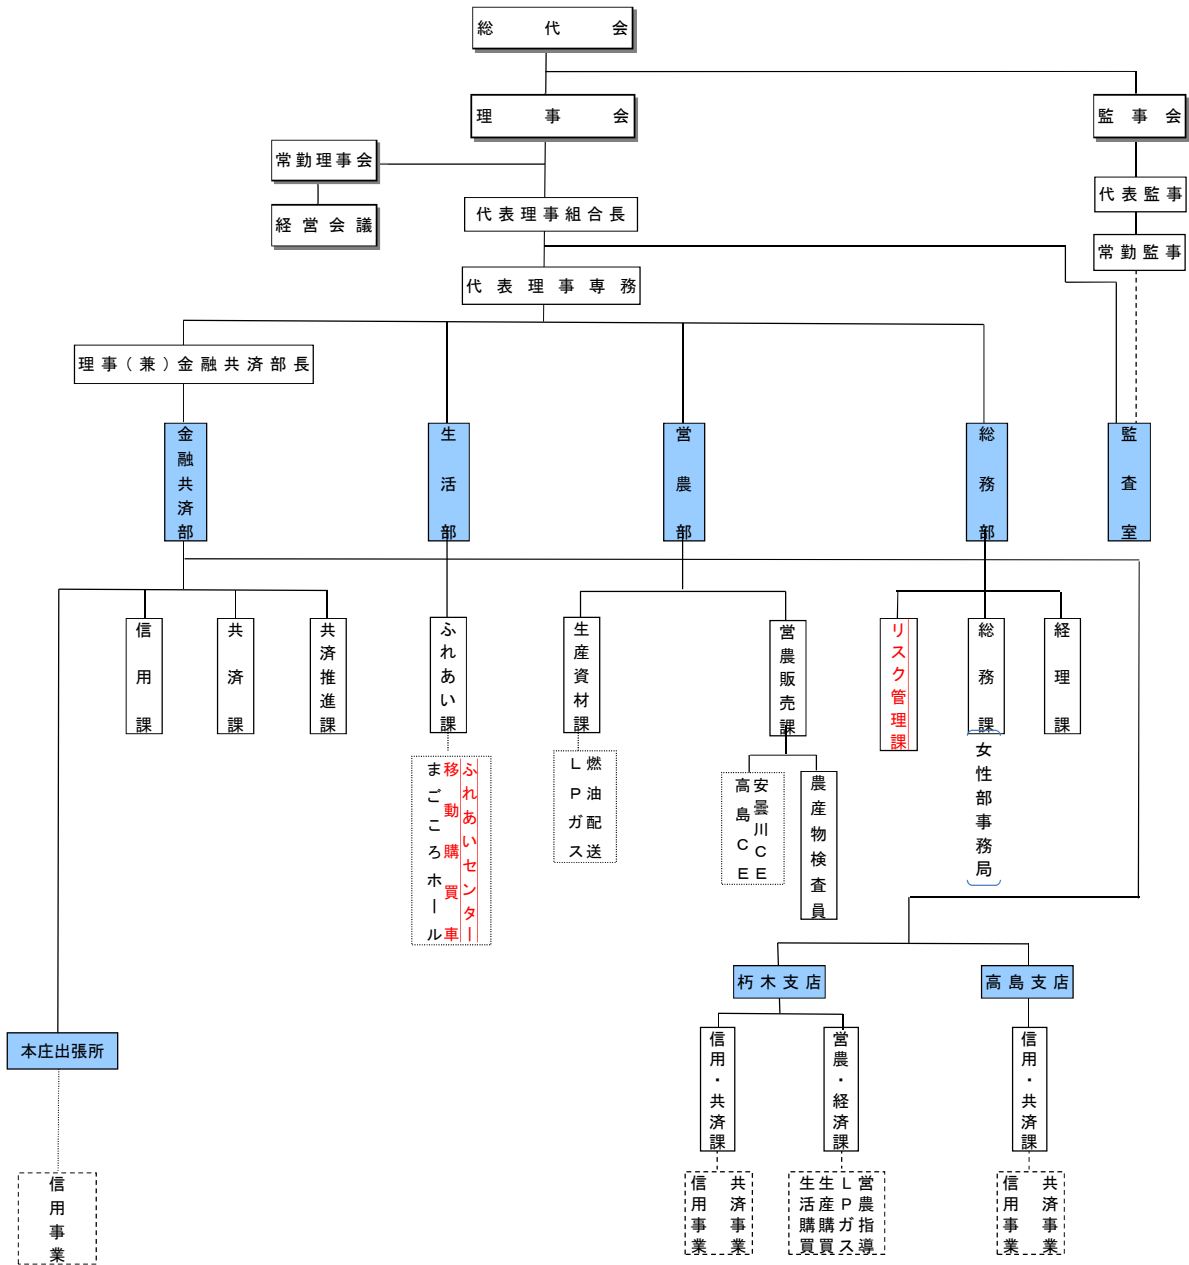 総代会
理事会
監事会
常勤理事会
経営会議
代表理事組合長
代表監事
常勤監事
代表理事専務
理事(兼)金融共済部長
金融共済部
生活部
営農部
総務部
監査室
信用課
共済課
共済推進課
ふれあい課
生産資材課
営農販売課
リスク管理課
総務課
経理課
女性部事務局
ふれあいセンター
移動購買車
まごころホール
燃油配送
LPガス
安曇川CE
高島CE
農産物検査員
朽木支店
高島支店
本庄出張所
信用・共済課
営農・経済課
信用・共済課
信用事業
共済事業
信用事業
営農指導
LPガス
生産購買
生活購買
共済事業
信用事業